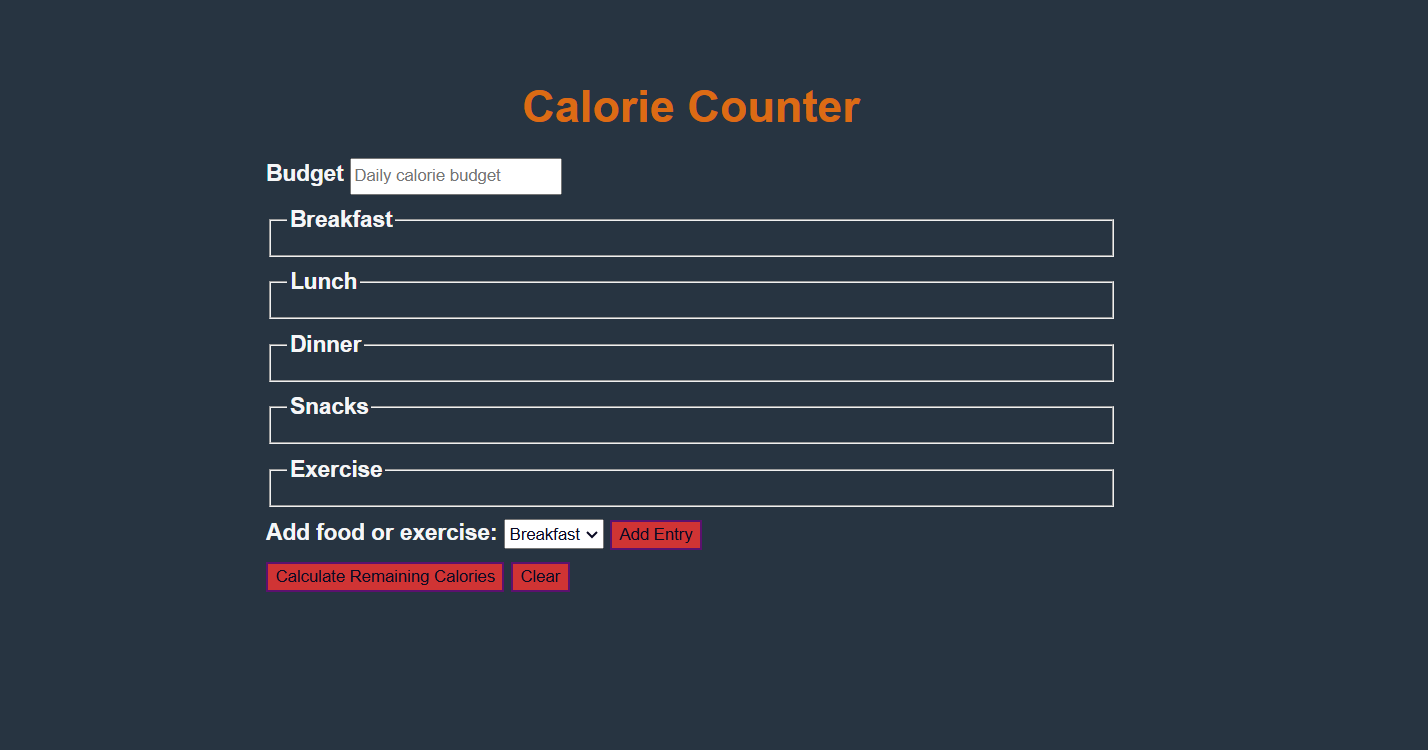 Calorie Counter
Budget Daily calorie budget
Breakfast
Lunch
Dinner
Snacks
Exercise
Add food or exercise: Breakfast Add Entry
Calculate Remaining Calories Clear